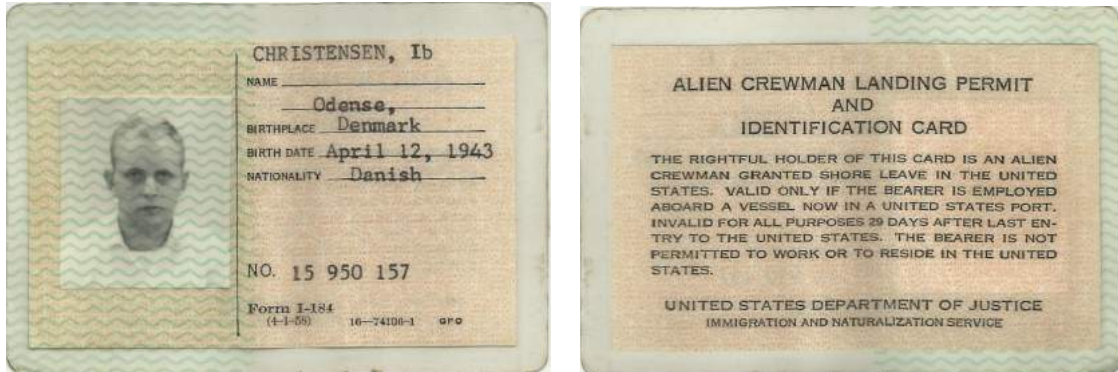 CHRISTENSEN, Ib
NAME
Odense,
BIRTHPLACE Denmark
BIRTH DATE April 12, 1943
NATIONALITY Danish
NO. 15 950 157
Form I-184
(4-1-58) 16—74106-1 GPO
ALIEN CREWMAN LANDING PERMIT
AND
IDENTIFICATION CARD
THE RIGHTFUL HOLDER OF THIS CARD IS AN ALIEN
CREWMAN GRANTED SHORE LEAVE IN THE UNITED
STATES. VALID ONLY IF THE BEARER IS EMPLOYED
ABOARD A VESSEL NOW IN A UNITED STATES PORT.
INVALID FOR ALL PURPOSES 29 DAYS AFTER LAST EN-
TRY TO THE UNITED STATES. THE BEARER IS NOT
PERMITTED TO WORK OR TO RESIDE IN THE UNITED
STATES.
UNITED STATES DEPARTMENT OF JUSTICE
IMMIGRATION AND NATURALIZATION SERVICE